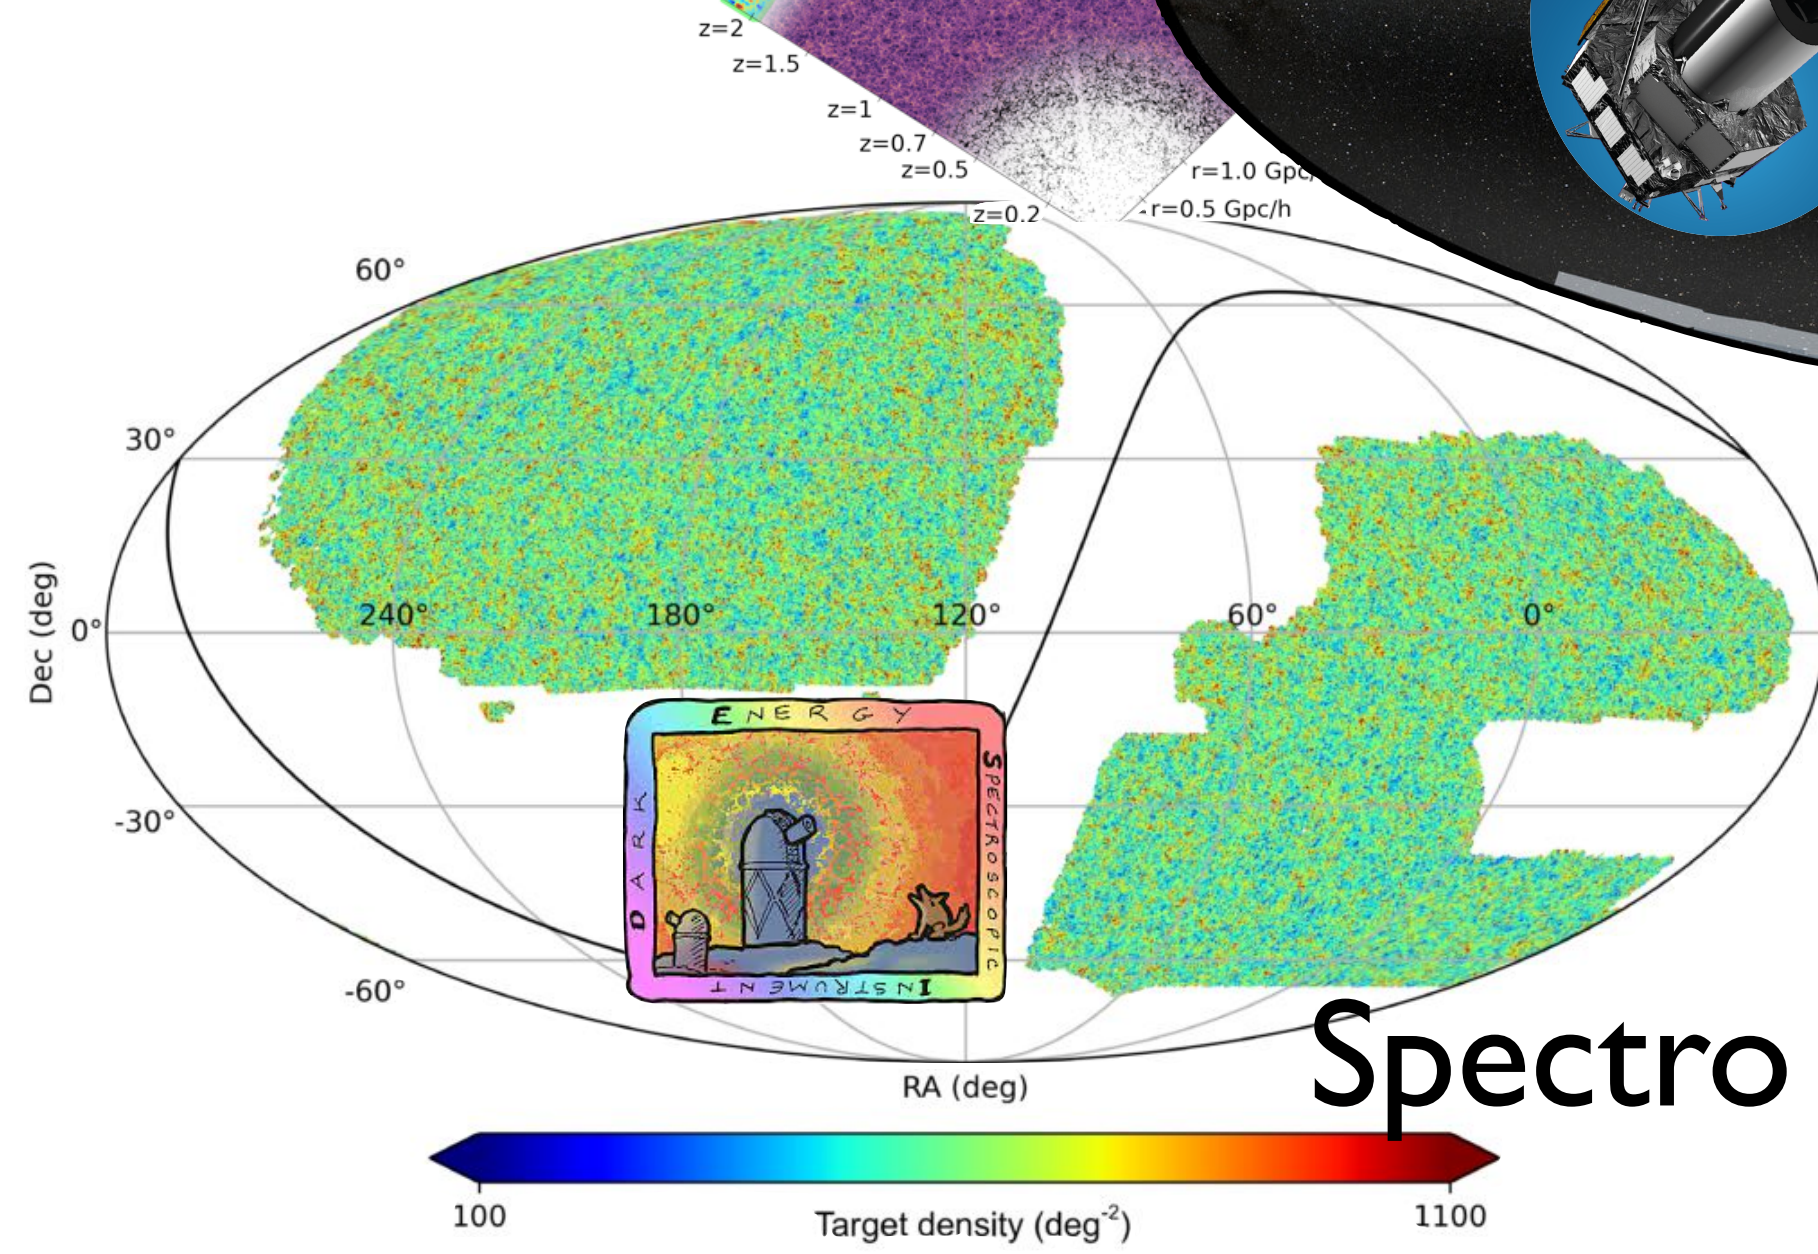 z=2
z=1.5
z=1
z=0.7
z=0.5
z=0.2
r=1.0 Gpc/
r=0.5 Gpc/h
60°
30°
0°
-30°
-60°
Dec (deg)
240° 180° 120° 60° 0°
DARK
ENERGY
SPECTROSCOPIC
INSTRUMENT
Spectro
RA (deg)
100
1100
Target density (deg⁻²)